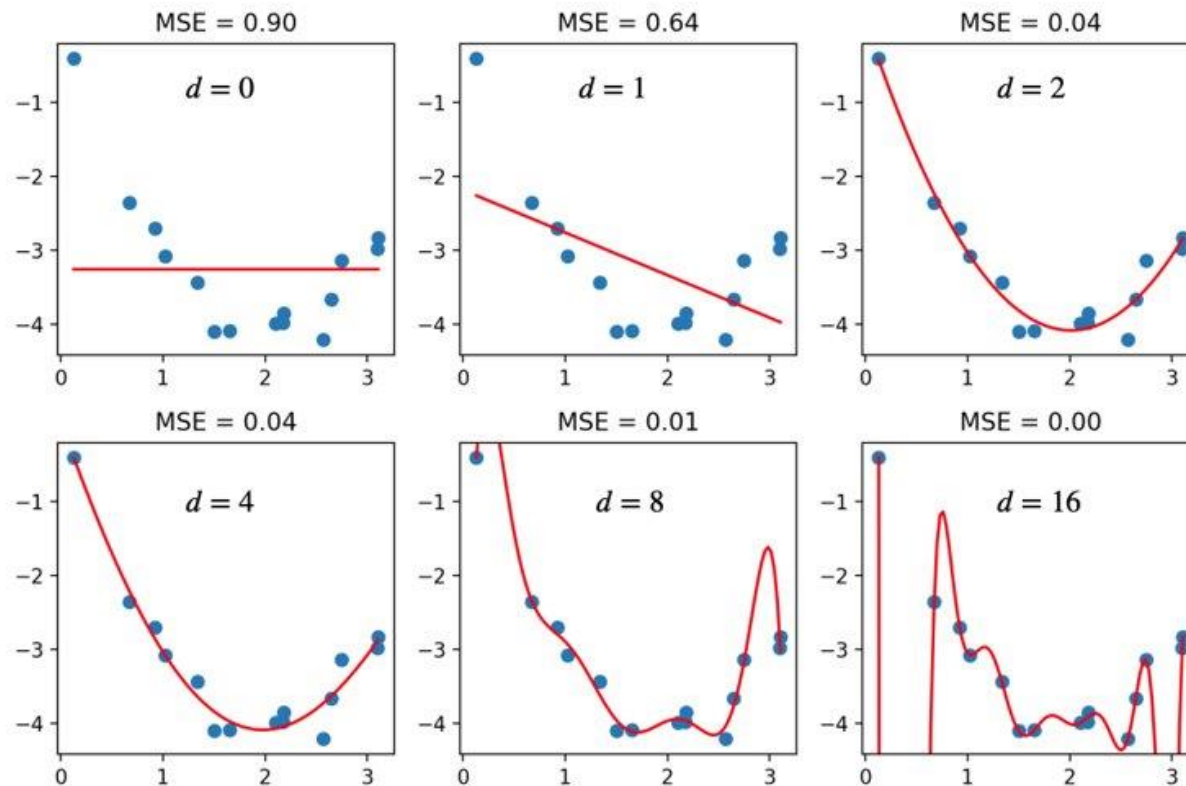 MSE = 0.90
d = 0
−1
−2
−3
−4
0 1 2 3
MSE = 0.64
d = 1
−1
−2
−3
−4
0 1 2 3
MSE = 0.04
d = 2
−1
−2
−3
−4
0 1 2 3
MSE = 0.04
d = 4
−1
−2
−3
−4
0 1 2 3
MSE = 0.01
d = 8
−1
−2
−3
−4
0 1 2 3
MSE = 0.00
d = 16
−1
−2
−3
−4
0 1 2 3